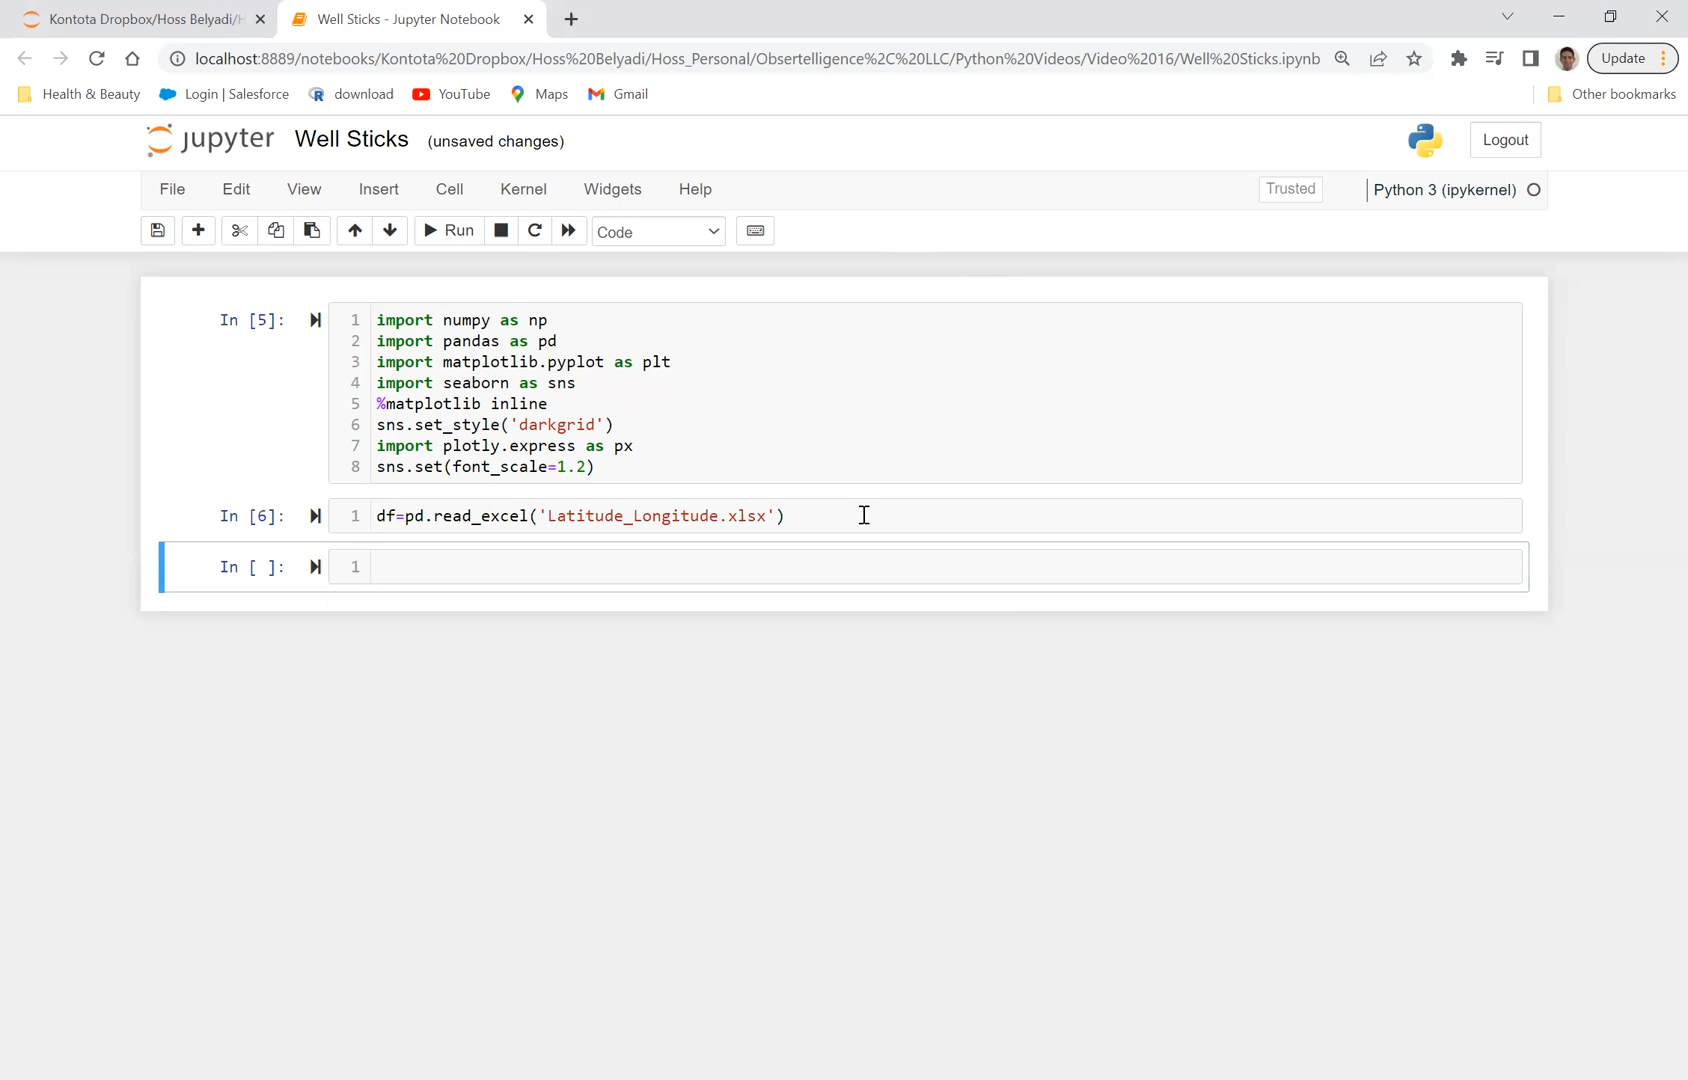 Kontota Dropbox/Hoss Belyadi/H
Well Sticks - Jupyter Notebook
localhost:8889/notebooks/Kontota%20Dropbox/Hoss%20Belyadi/Hoss_Personal/Obsertelligence%2C%20LLC/Python%20Videos/Video%2016/Well%20Sticks.ipynb
Update
Health & Beauty
Login | Salesforce
download
YouTube
Maps
Gmail
Other bookmarks
jupyter Well Sticks (unsaved changes)
Logout
File Edit View Insert Cell Kernel Widgets Help
Trusted
Python 3 (ipykernel)
Run
Code
In [5]:
1 import numpy as np
2 import pandas as pd
3 import matplotlib.pyplot as plt
4 import seaborn as sns
5 %matplotlib inline
6 sns.set_style('darkgrid')
7 import plotly.express as px
8 sns.set(font_scale=1.2)
In [6]:
1 df=pd.read_excel('Latitude_Longitude.xlsx')
In [ ]:
1